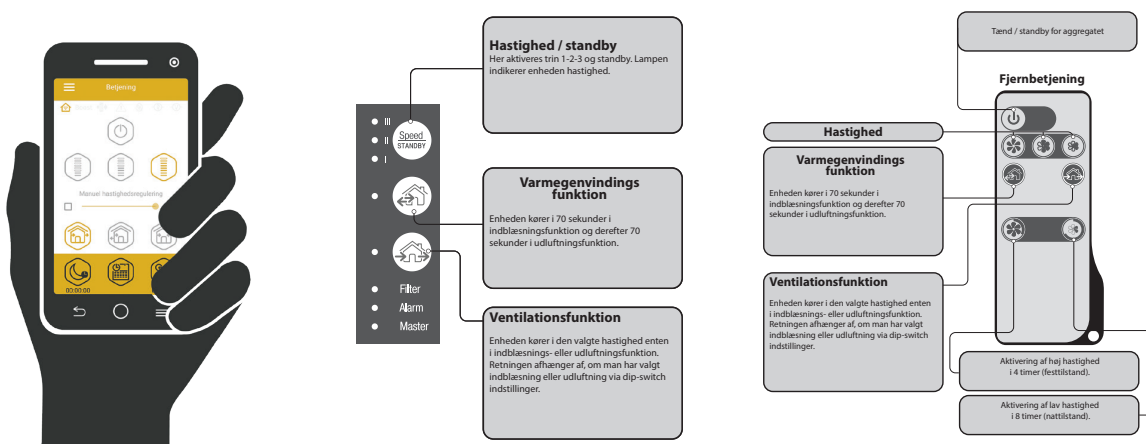 Betjening
Manuel hastighedsregulering
00:00:00
Hastighed / standby
Her aktiveres trin 1-2-3 og standby. Lampen
indikerer enheden hastighed.
III
II
I
Speed
STANDBY
Varmegenvindings
funktion
Enheden kører i 70 sekunder i
indblæsningsfunktion og derefter 70
sekunder i udluftningsfunktion.
Filter
Alarm
Master
Ventilationsfunktion
Enheden kører i den valgte hastighed enten
i indblæsnings- eller udluftningsfunktion.
Retningen afhænger af, om man har valgt
indblæsning eller udluftning via dip-switch
indstillinger.
Tænd / standby for aggregatet
Fjernbetjening
Hastighed
Varmegenvindings
funktion
Enheden kører i 70 sekunder i
indblæsningsfunktion og derefter 70
sekunder i udluftningsfunktion.
Ventilationsfunktion
Enheden kører i den valgte hastighed enten
i indblæsnings- eller udluftningsfunktion.
Retningen afhænger af, om man har valgt
indblæsning eller udluftning via dip-switch
indstillinger.
Aktivering af høj hastighed
i 4 timer (festtilstand).
Aktivering af lav hastighed
i 8 timer (nattilstand).